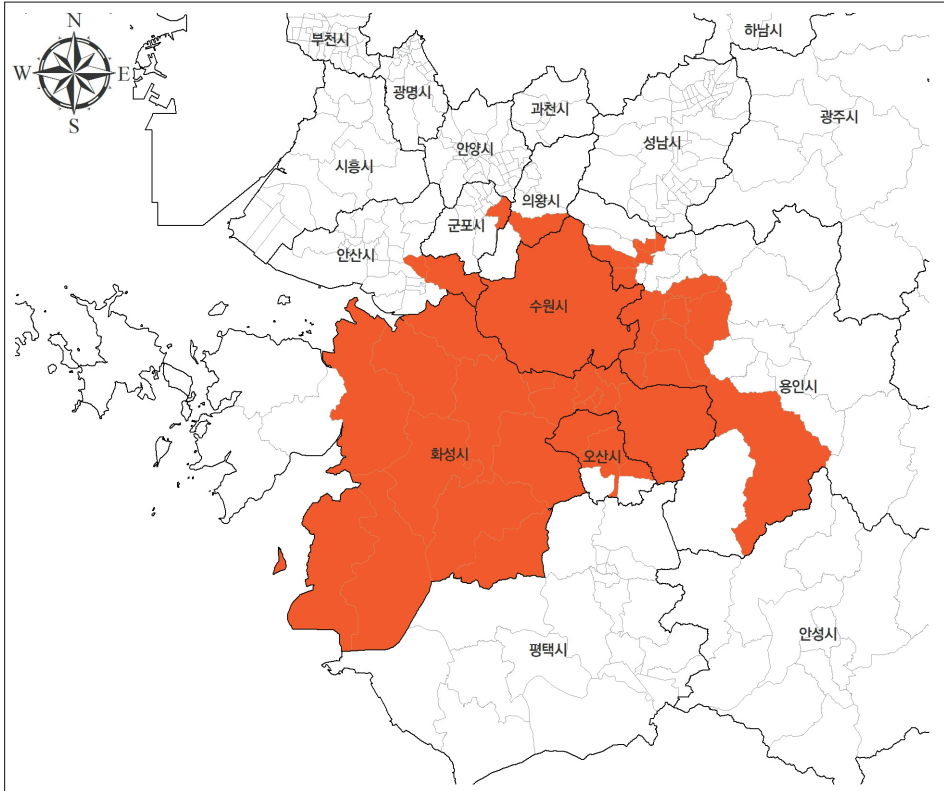 N
W E
S
부천시
하남시
광명시
과천시
광주시
안양시
성남시
시흥시
의왕시
군포시
안산시
수원시
용인시
화성시
오산시
안성시
평택시